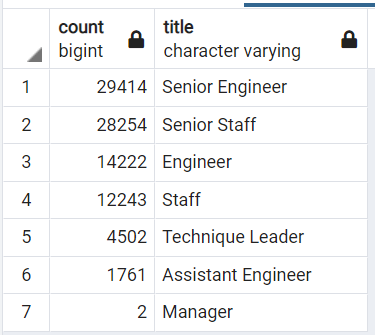 count title
bigint character varying
1 29414 Senior Engineer
2 28254 Senior Staff
3 14222 Engineer
4 12243 Staff
5 4502 Technique Leader
6 1761 Assistant Engineer
7 2 Manager